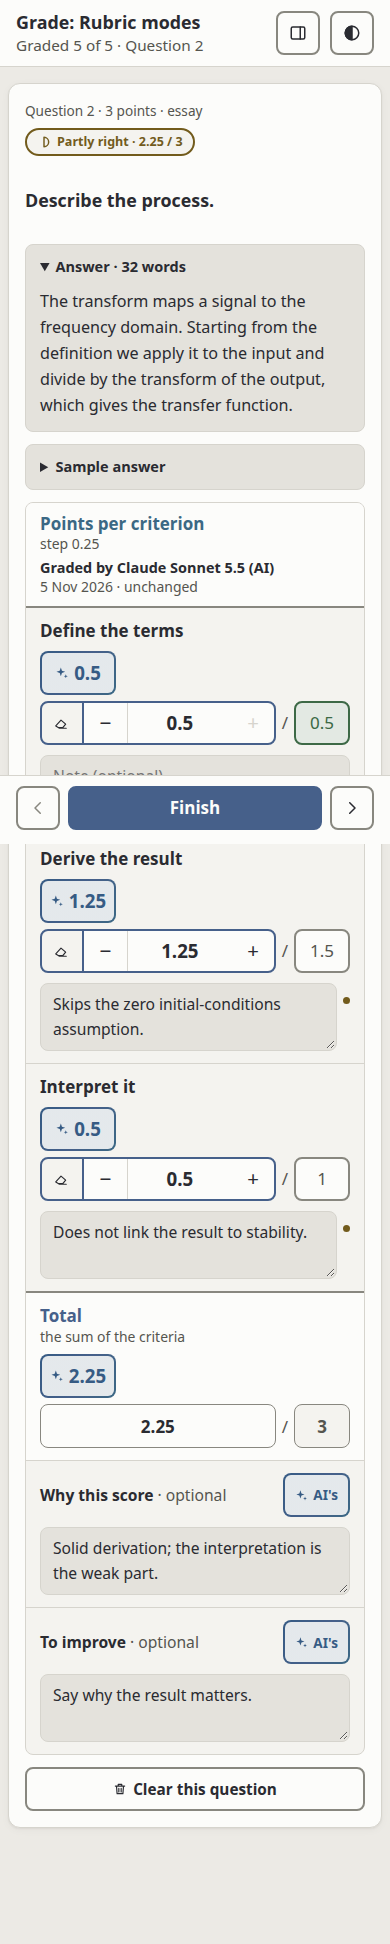 Grade: Rubric modes
Graded 5 of 5 · Question 2
Question 2 · 3 points · essay
Partly right · 2.25 / 3
Describe the process.
Answer · 32 words
The transform maps a signal to the
frequency domain. Starting from the
definition we apply it to the input and
divide by the transform of the output,
which gives the transfer function.
Sample answer
Points per criterion
step 0.25
Graded by Claude Sonnet 5.5 (AI)
5 Nov 2026 · unchanged
Define the terms
0.5
− 0.5 + / 0.5
Note (optional)
Finish
Derive the result
1.25
− 1.25 + / 1.5
Skips the zero initial-conditions
assumption.
Interpret it
0.5
− 0.5 + / 1
Does not link the result to stability.
Total
the sum of the criteria
2.25
2.25 / 3
Why this score · optional AI's
Solid derivation; the interpretation is
the weak part.
To improve · optional AI's
Say why the result matters.
Clear this question